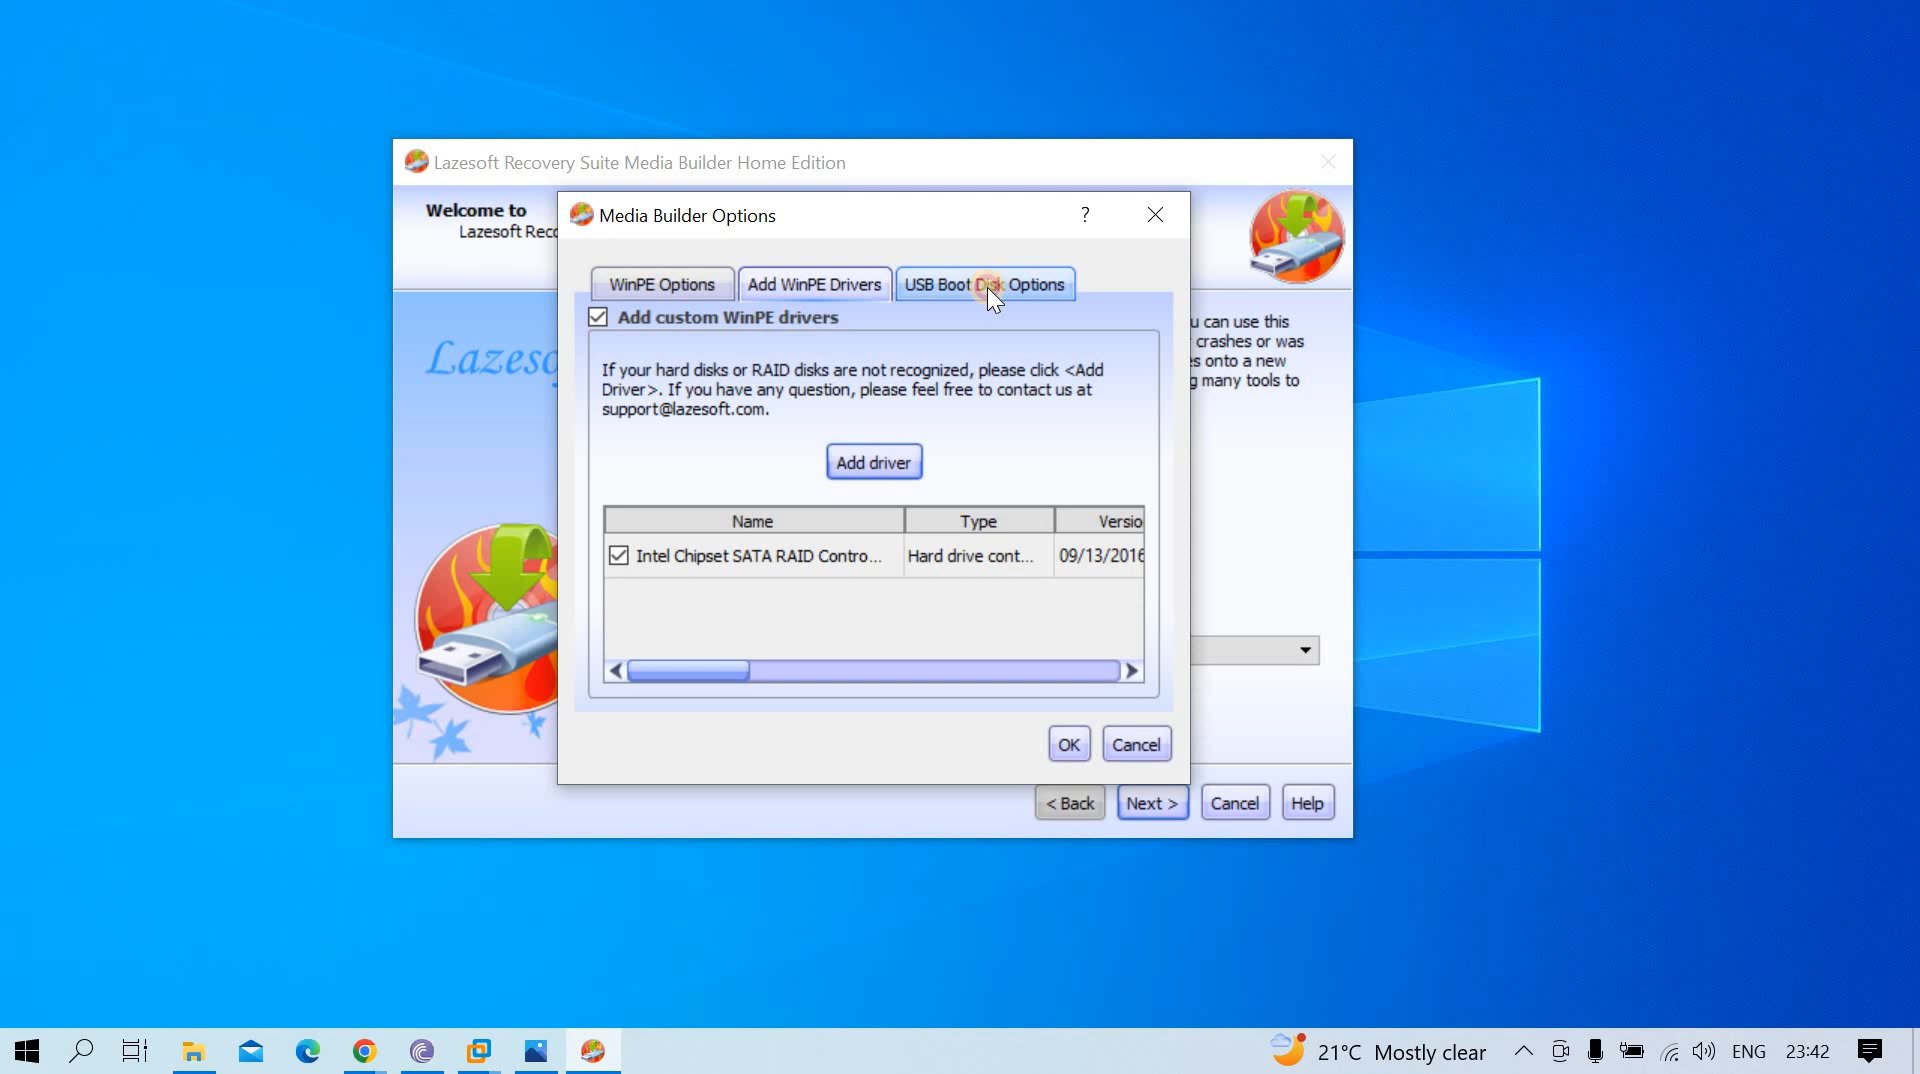 Lazesoft Recovery Suite Media Builder Home Edition
Welcome to
Lazesoft
Media Builder Options
?
WinPE Options
Add WinPE Drivers
USB Boot Disk Options
Add custom WinPE drivers
u can use this
crashes or was
s onto a new
g many tools to
If your hard disks or RAID disks are not recognized, please click <Add
Driver>. If you have any question, please feel free to contact us at
support@lazesoft.com.
Add driver
Name Type Versio
Intel Chipset SATA RAID Contro... Hard drive cont... 09/13/2016
OK Cancel
< Back Next > Cancel Help
21°C Mostly clear
ENG
23:42